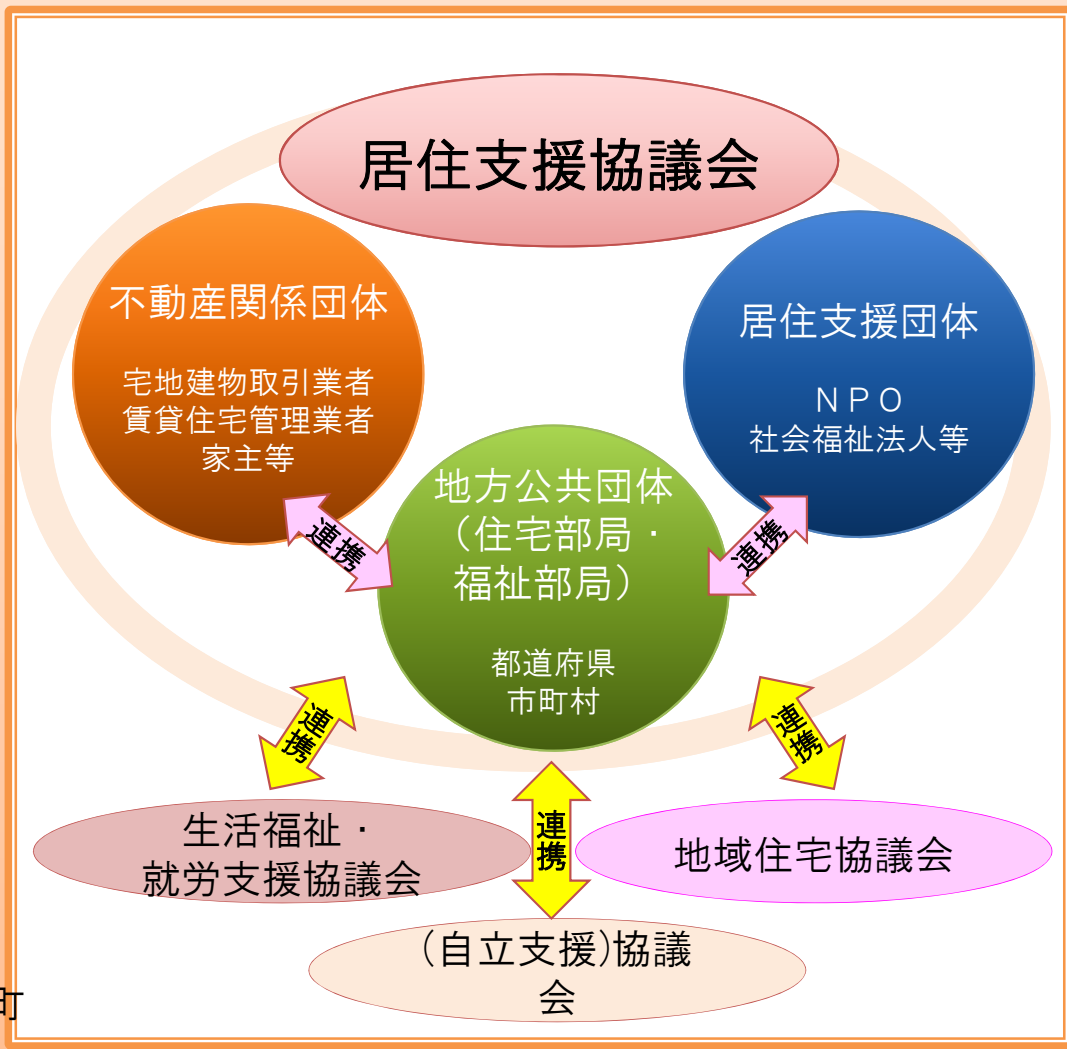 居住支援協議会
不動産関係団体
宅地建物取引業者
賃貸住宅管理業者
家主等
居住支援団体
ＮＰＯ
社会福祉法人等
地方公共団体
（住宅部局・
福祉部局）
都道府県
市町村
連携
連携
連携
連携
連携
生活福祉・
就労支援協議会
地域住宅協議会
（自立支援）協議
会
町